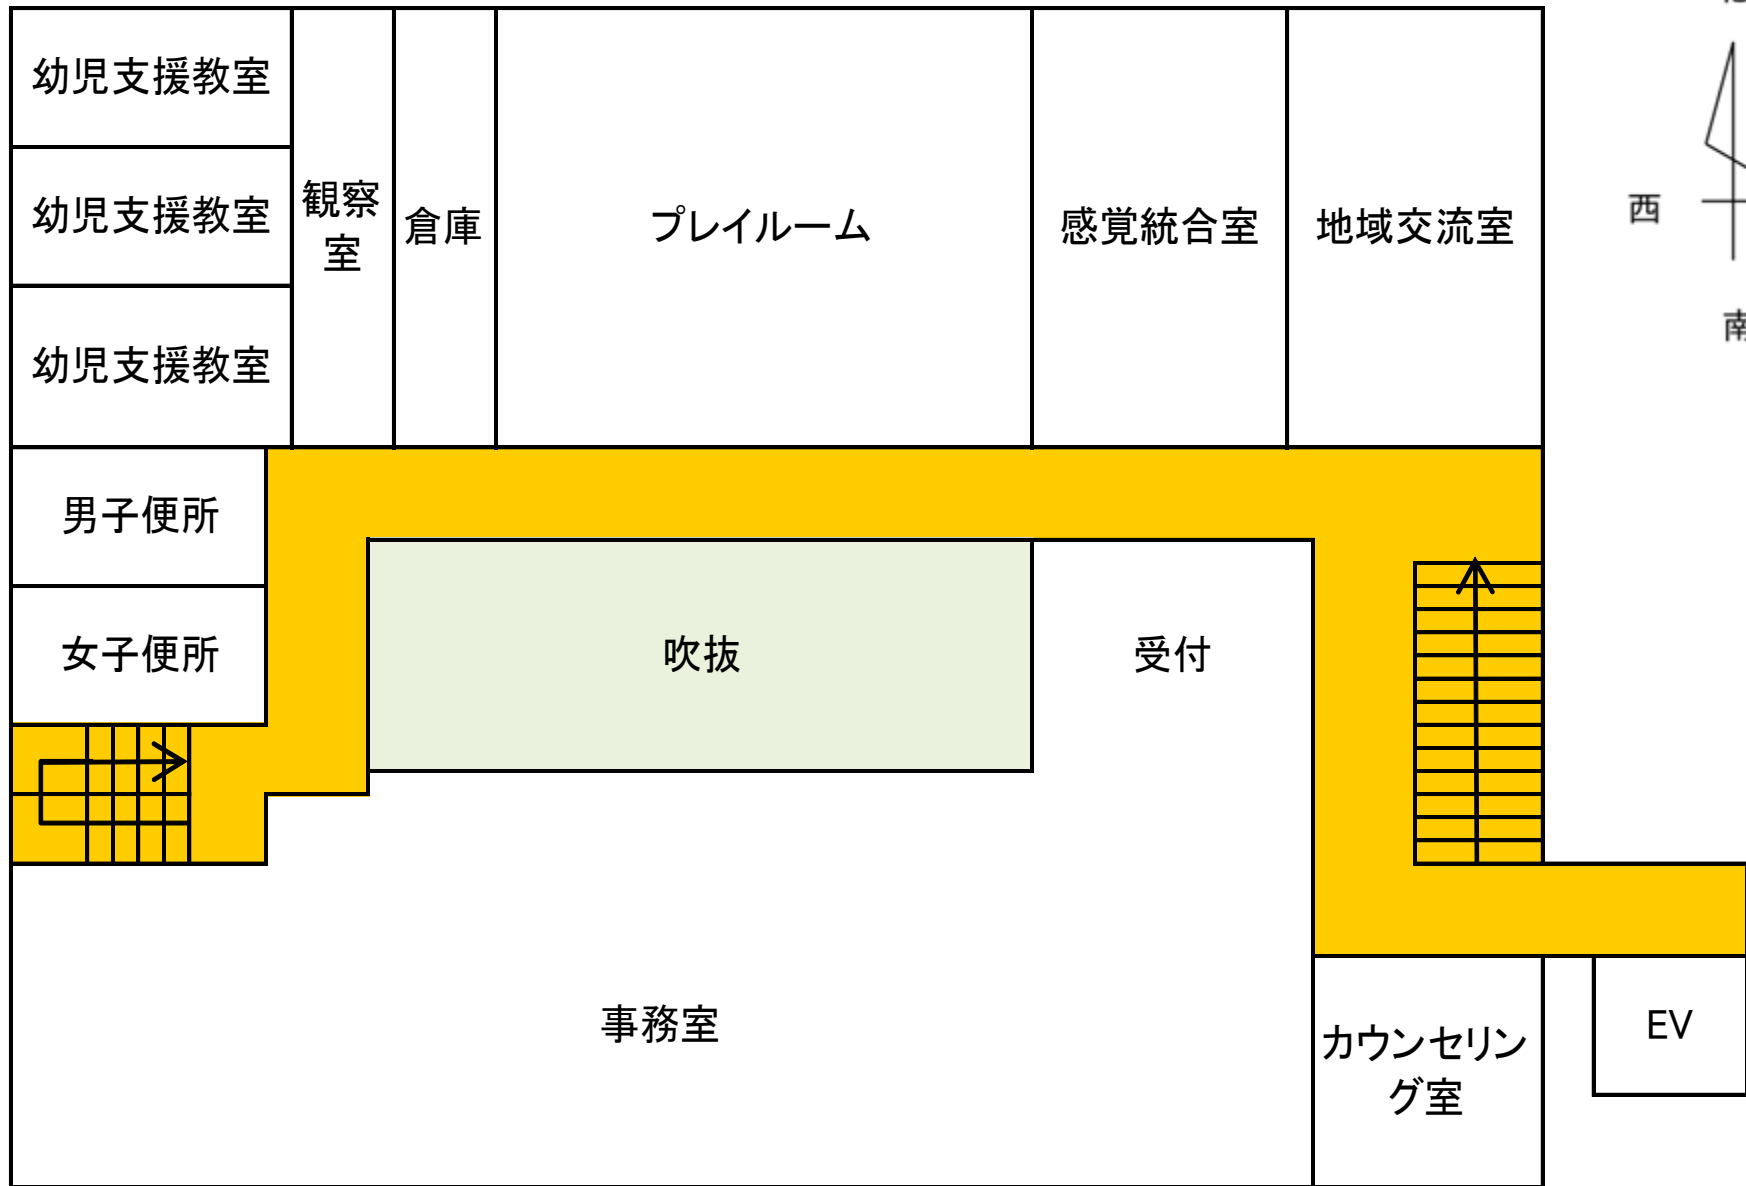 幼児支援教室
幼児支援教室
幼児支援教室
観察
室
倉庫
プレイルーム
感覚統合室
地域交流室
西
南
男子便所
女子便所
吹抜
受付
事務室
カウンセリン
グ室
EV